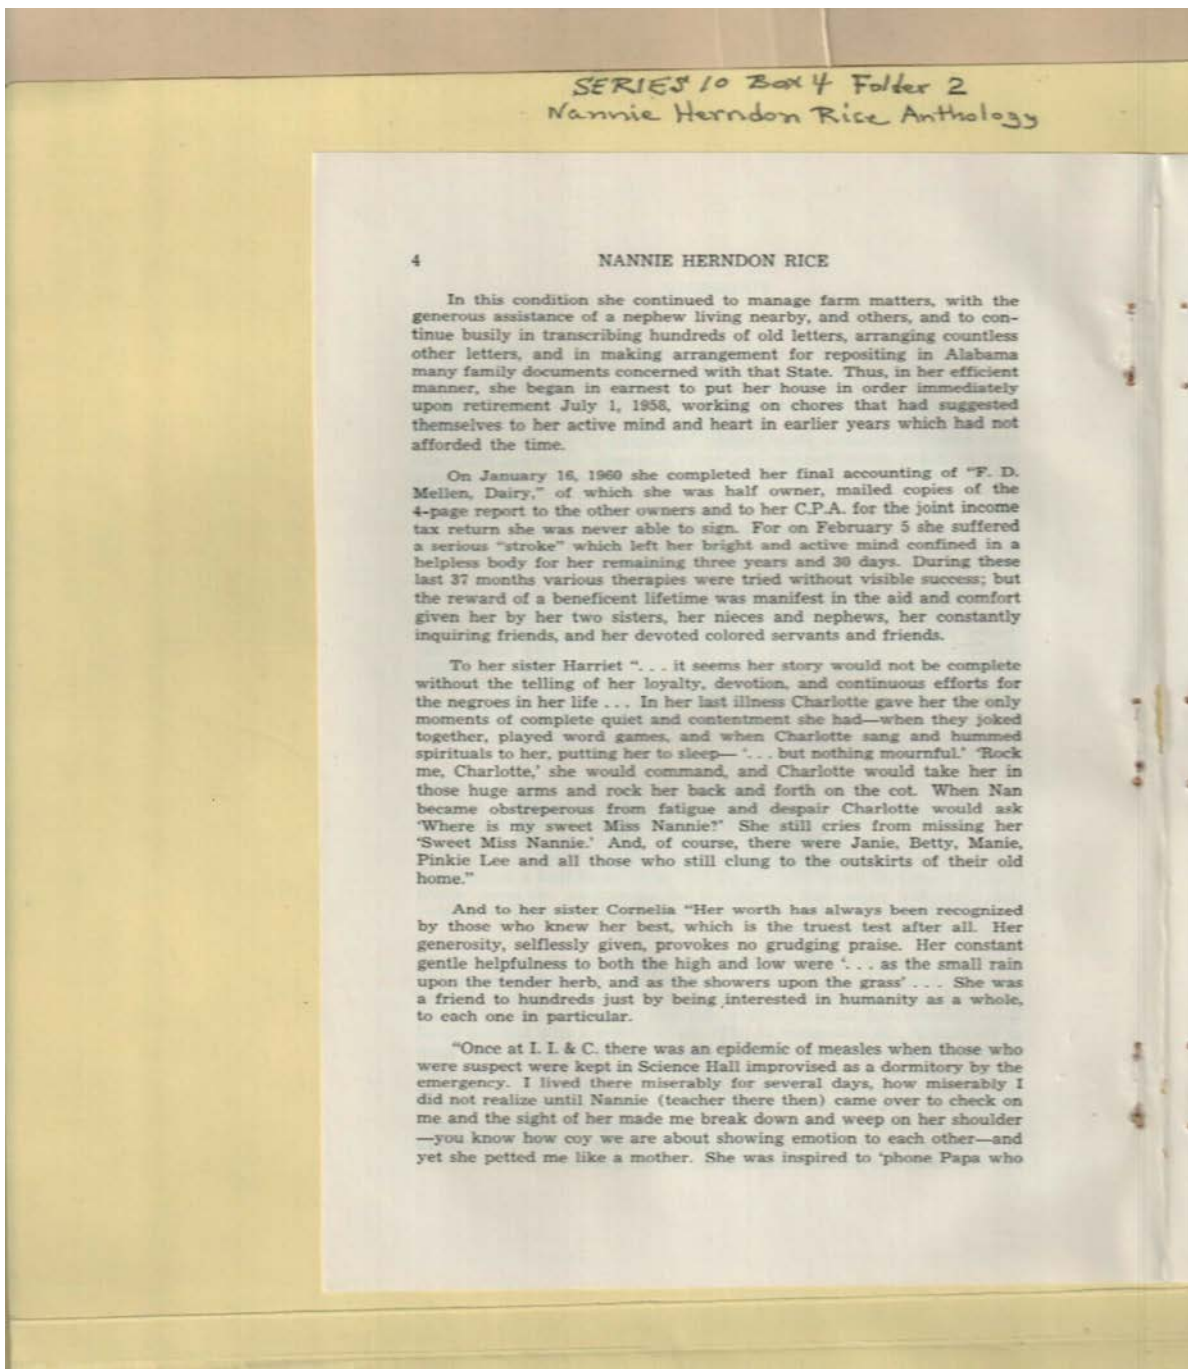 SERIES 10 Box 4 Folder 2
Nannie Herndon Rice Anthology
4 NANNIE HERNDON RICE
In this condition she continued to manage farm matters, with the
generous assistance of a nephew living nearby, and others, and to con-
tinue busily in transcribing hundreds of old letters, arranging countless
other letters, and in making arrangement for repositing in Alabama
many family documents concerned with that State. Thus, in her efficient
manner, she began in earnest to put her house in order immediately
upon retirement July 1, 1958, working on chores that had suggested
themselves to her active mind and heart in earlier years which had not
afforded the time.
On January 16, 1960 she completed her final accounting of "F. D.
Mellen, Dairy," of which she was half owner, mailed copies of the
4-page report to the other owners and to her C.P.A. for the joint income
tax return she was never able to sign. For on February 5 she suffered
a serious "stroke" which left her bright and active mind confined in a
helpless body for her remaining three years and 30 days. During these
last 37 months various therapies were tried without visible success; but
the reward of a beneficent lifetime was manifest in the aid and comfort
given her by her two sisters, her nieces and nephews, her constantly
inquiring friends, and her devoted colored servants and friends.
To her sister Harriet ". . . it seems her story would not be complete
without the telling of her loyalty, devotion, and continuous efforts for
the negroes in her life . . . In her last illness Charlotte gave her the only
moments of complete quiet and contentment she had—when they joked
together, played word games, and when Charlotte sang and hummed
spirituals to her, putting her to sleep— '. . . but nothing mournful.' 'Rock
me, Charlotte,' she would command, and Charlotte would take her in
those huge arms and rock her back and forth on the cot. When Nan
became obstreperous from fatigue and despair Charlotte would ask
'Where is my sweet Miss Nannie?' She still cries from missing her
'Sweet Miss Nannie.' And, of course, there were Janie, Betty, Manie,
Pinkie Lee and all those who still clung to the outskirts of their old
home."
And to her sister Cornelia "Her worth has always been recognized
by those who knew her best, which is the truest test after all. Her
generosity, selflessly given, provokes no grudging praise. Her constant
gentle helpfulness to both the high and low were '. . . as the small rain
upon the tender herb, and as the showers upon the grass' . . . She was
a friend to hundreds just by being interested in humanity as a whole,
to each one in particular.
"Once at I. I. & C. there was an epidemic of measles when those who
were suspect were kept in Science Hall improvised as a dormitory by the
emergency. I lived there miserably for several days, how miserably I
did not realize until Nannie (teacher there then) came over to check on
me and the sight of her made me break down and weep on her shoulder
—you know how coy we are about showing emotion to each other—and
yet she petted me like a mother. She was inspired to 'phone Papa who